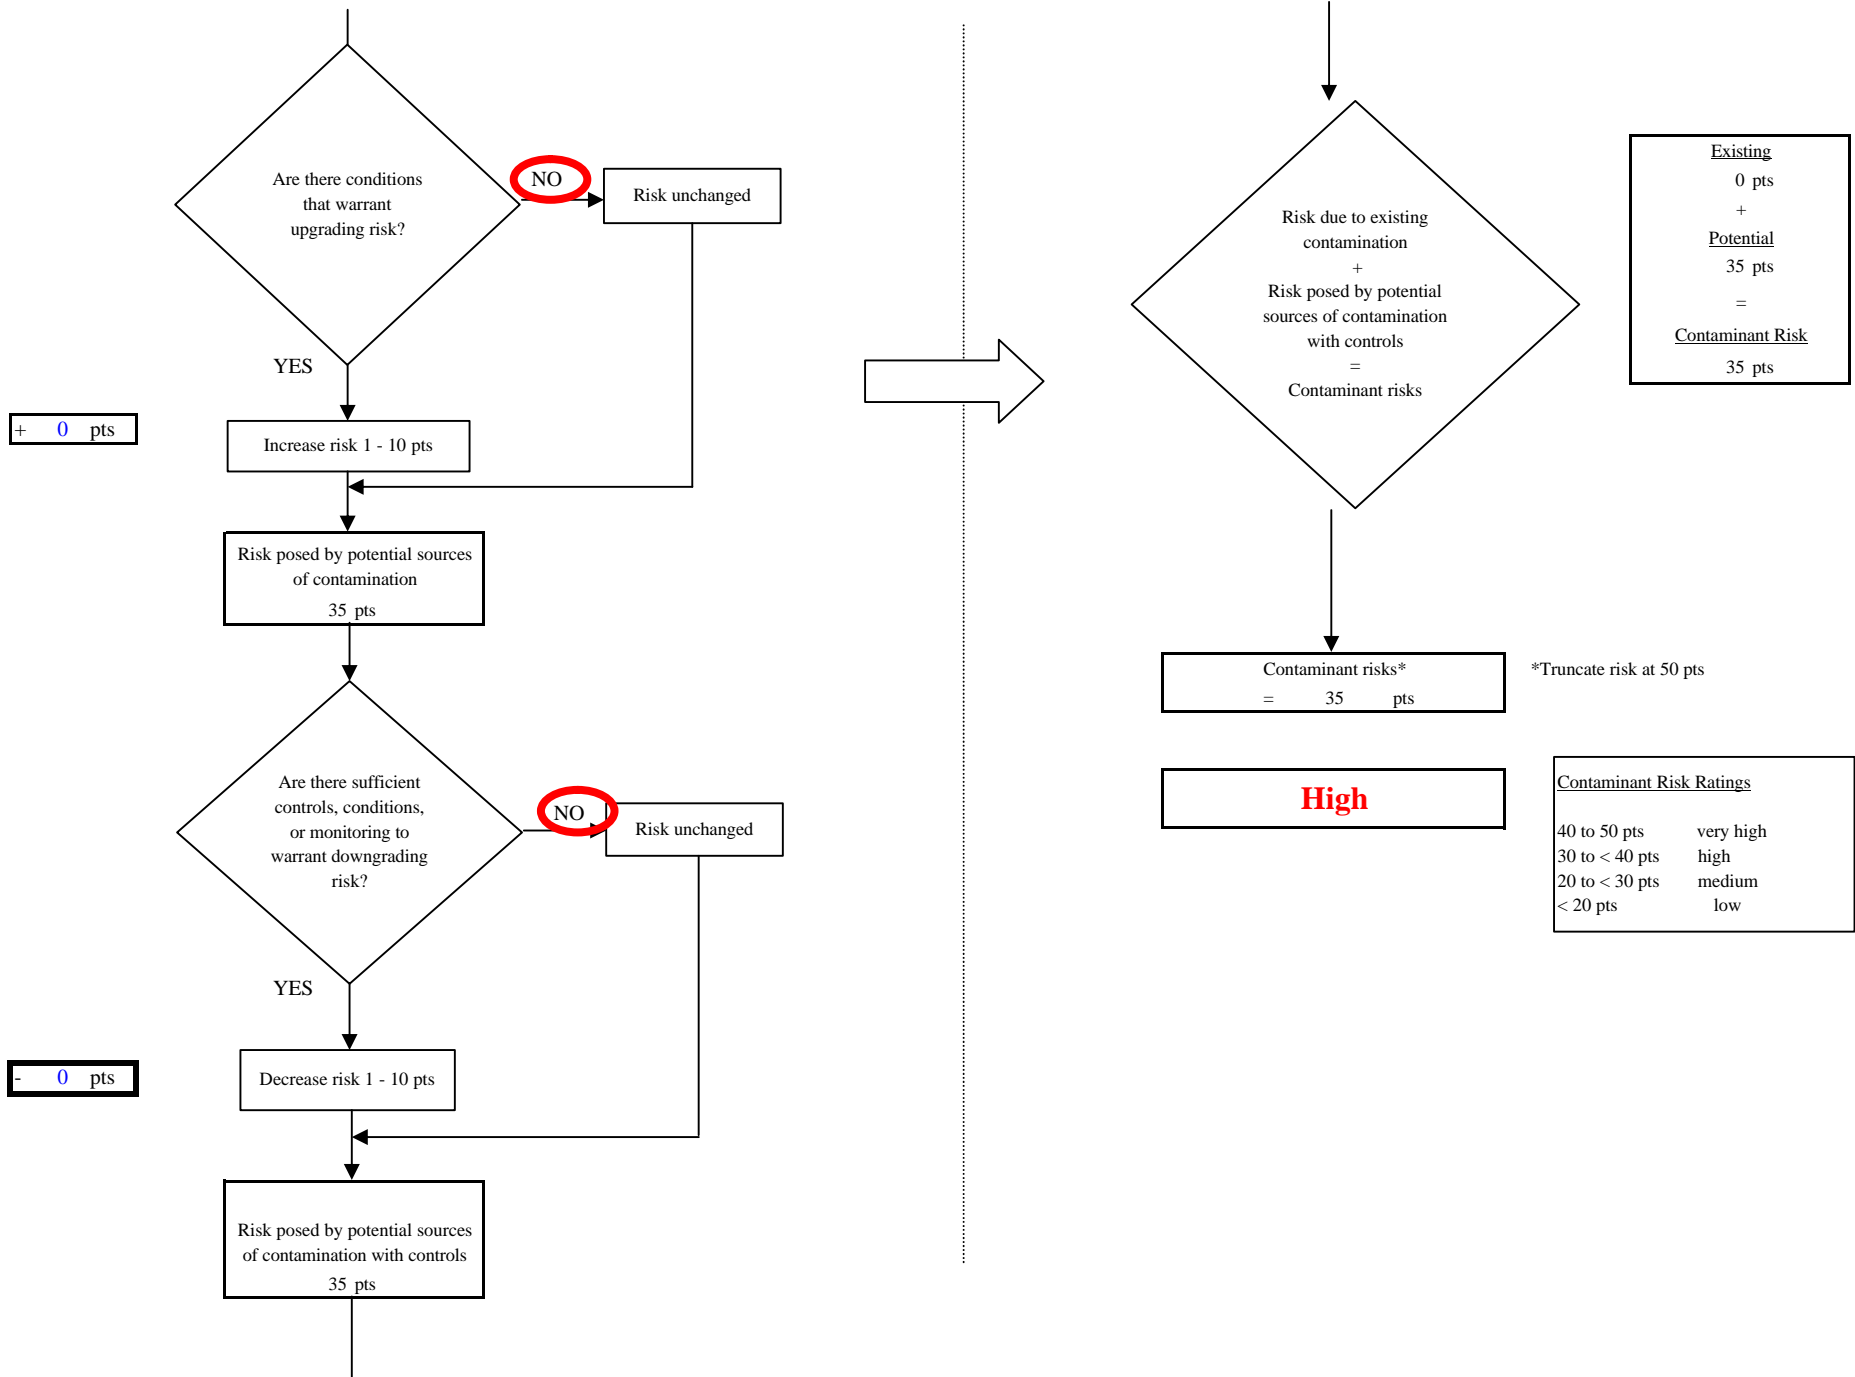 Are there conditions
that warrant
upgrading risk?
NO
Risk unchanged
YES
+ 0 pts
Increase risk 1 - 10 pts
Risk posed by potential sources
of contamination
35 pts
Are there sufficient
controls, conditions,
or monitoring to
warrant downgrading
risk?
NO
Risk unchanged
YES
- 0 pts
Decrease risk 1 - 10 pts
Risk posed by potential sources
of contamination with controls
35 pts
Risk due to existing
contamination
+
Risk posed by potential
sources of contamination
with controls
=
Contaminant risks
Existing
0 pts
+
Potential
35 pts
=
Contaminant Risk
35 pts
Contaminant risks*
= 35 pts
*Truncate risk at 50 pts
High
Contaminant Risk Ratings
40 to 50 pts very high
30 to < 40 pts high
20 to < 30 pts medium
< 20 pts low